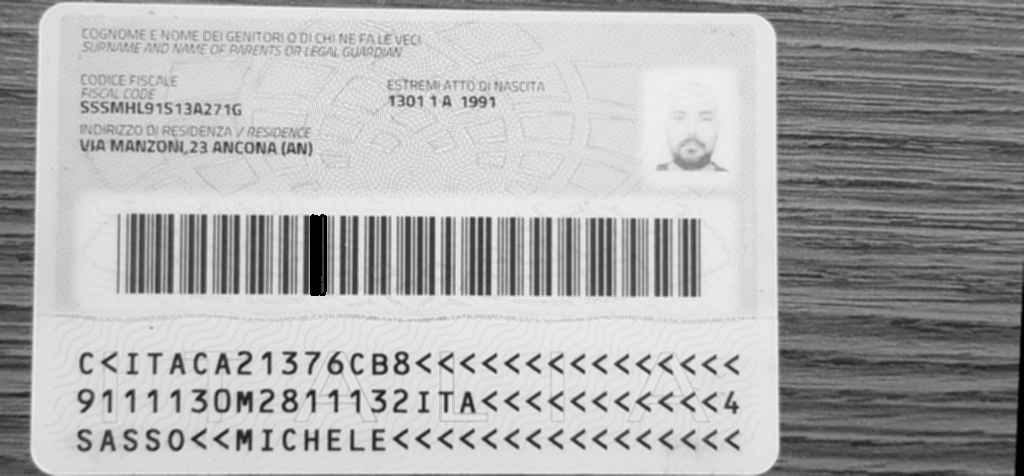 COGNOME E NOME DEI GENITORI O DI CHI NE FA LE VECI
SURNAME AND NAME OF PARENTS OR LEGAL GUARDIAN
CODICE FISCALE
FISCAL CODE
SSSMHL91S13A271G
ESTREMI ATTO DI NASCITA
1301 1 A 1991
INDIRIZZO DI RESIDENZA / RESIDENCE
VIA MANZONI,23 ANCONA (AN)
C<ITACA21376CB8<<<<<<<<<<<<<<<
9111130M2811132ITA<<<<<<<<<<<4
SASSO<<MICHELE<<<<<<<<<<<<<<<<